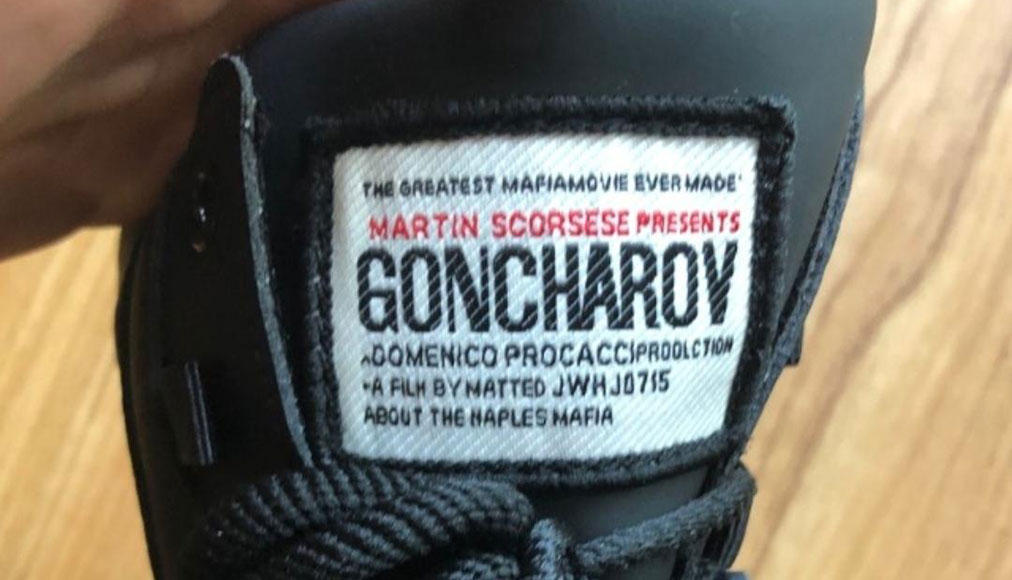 THE GREATEST MAFIAMOVIE EVER MADE'
MARTIN SCORSESE PRESENTS
GONCHAROV
A DOMENICO PROCACCI PRODLCTION
A FILM BY MATTEO JWHJ0715
ABOUT THE NAPLES MAFIA